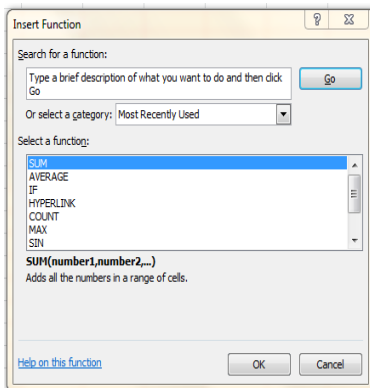 Insert Function
?
Search for a function:
Type a brief description of what you want to do and then click
Go
Go
Or select a category: Most Recently Used
Select a function:
SUM
AVERAGE
IF
HYPERLINK
COUNT
MAX
SIN
SUM(number1,number2,...)
Adds all the numbers in a range of cells.
Help on this function
OK
Cancel